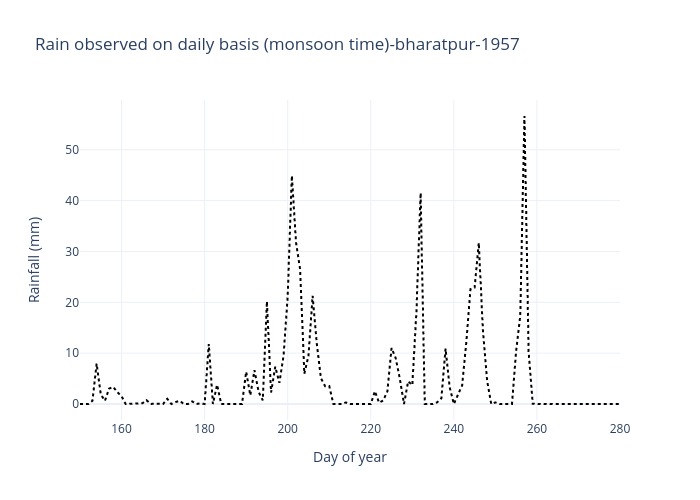 Rain observed on daily basis (monsoon time)-bharatpur-1957
50
40
30
20
10
0
160 180 200 220 240 260 280
Rainfall (mm)
Day of year